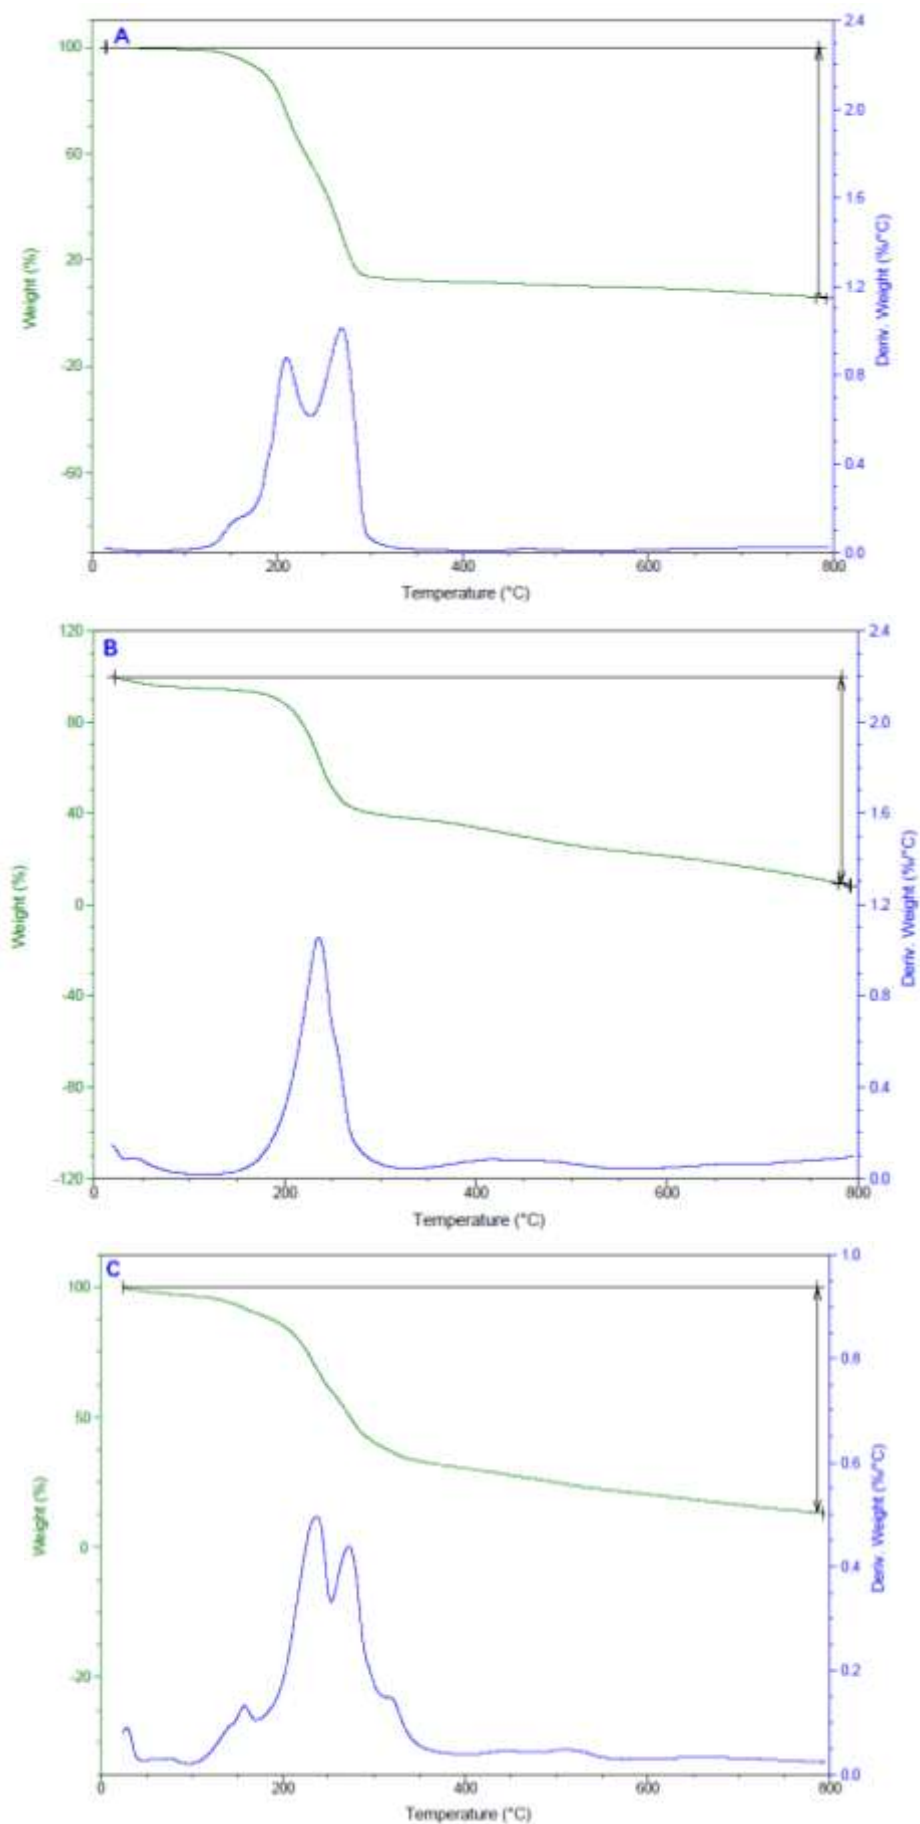 A
2.4
100
2.0
60
1.6
20
1.2
-20
0.8
-60
0.4
0.0
0 200 400 600 800
Temperature (°C)
Weight (%)
Deriv. Weight (%/°C)
B
120
2.4
80
2.0
40
1.6
0
1.2
-40
0.8
-80
0.4
-120
0.0
0 200 400 600 800
Temperature (°C)
Weight (%)
Deriv. Weight (%/°C)
C
1.0
100
0.8
50
0.6
0
0.4
-20
0.2
0.0
0 200 400 600 800
Temperature (°C)
Weight (%)
Deriv. Weight (%/°C)